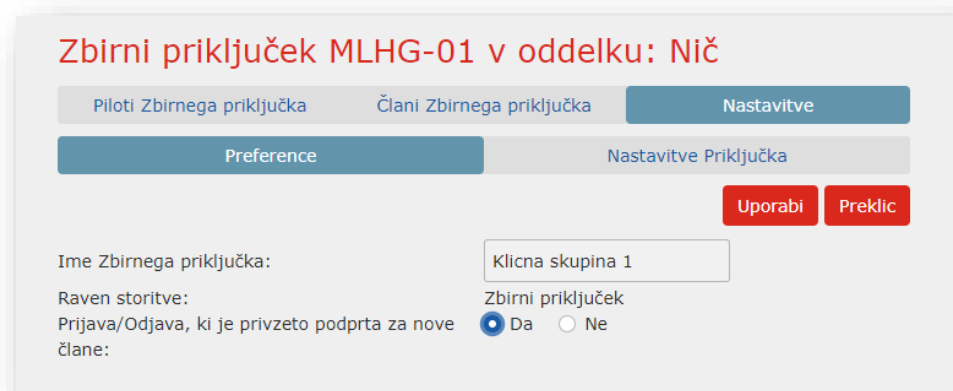 Zbirni priključek MLHG-01 v oddelku: Nič
Piloti Zbirnega priključka Člani Zbirnega priključka Nastavitve
Preference Nastavitve Priključka
Uporabi Preklic
Ime Zbirnega priključka: Klicna skupina 1
Raven storitve: Zbirni priključek
Prijava/Odjava, ki je privzeto podprta za nove Da Ne
člane: